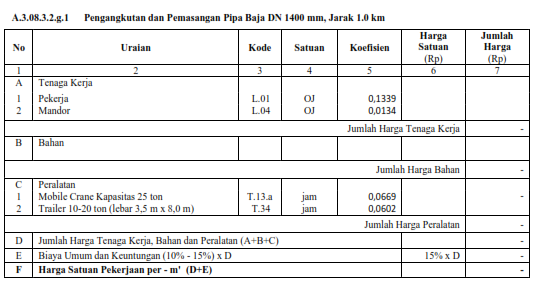 A.3.08.3.2.g.1 Pengangkutan dan Pemasangan Pipa Baja DN 1400 mm, Jarak 1.0 km
No Uraian Kode Satuan Koefisien Harga Satuan (Rp) Jumlah Harga (Rp)
1 2 3 4 5 6 7
A Tenaga Kerja
1 Pekerja L.01 OJ 0,1339
2 Mandor L.04 OJ 0,0134
Jumlah Harga Tenaga Kerja -
B Bahan
Jumlah Harga Bahan -
C Peralatan
1 Mobile Crane Kapasitas 25 ton T.13.a jam 0,0669 -
2 Trailer 10-20 ton (lebar 3,5 m x 8,0 m) T.34 jam 0,0602
Jumlah Harga Peralatan -
D Jumlah Harga Tenaga Kerja, Bahan dan Peralatan (A+B+C) -
E Biaya Umum dan Keuntungan (10% - 15%) x D 15% x D -
F Harga Satuan Pekerjaan per - m' (D+E) -